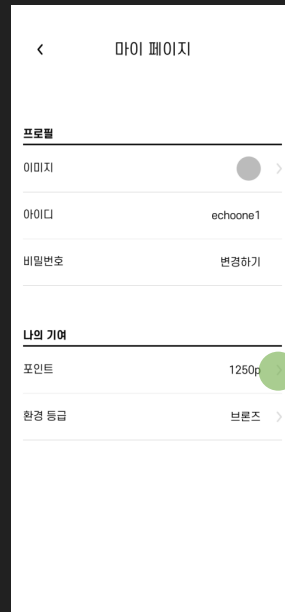 마이 페이지
프로필
이미지
아이디 echoone1
비밀번호 변경하기
나의 기여
포인트 1250p
환경 등급 브론즈